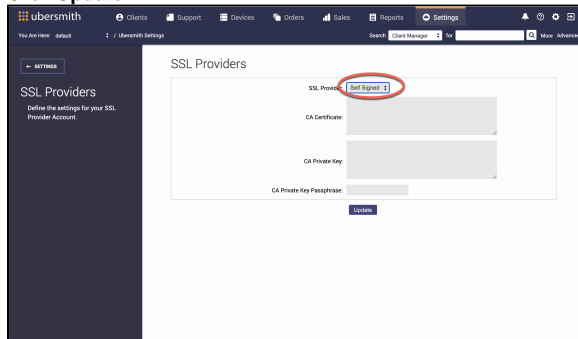 ubersmith Clients Support Devices Orders Sales Reports Settings
You Are Here: default / Ubersmith Settings Search Client Manager for More Advance
← SETTINGS
SSL Providers
Define the settings for your SSL
Provider Account.
SSL Providers
SSL Provider: Self Signed
CA Certificate:
CA Private Key:
CA Private Key Passphrase:
Update